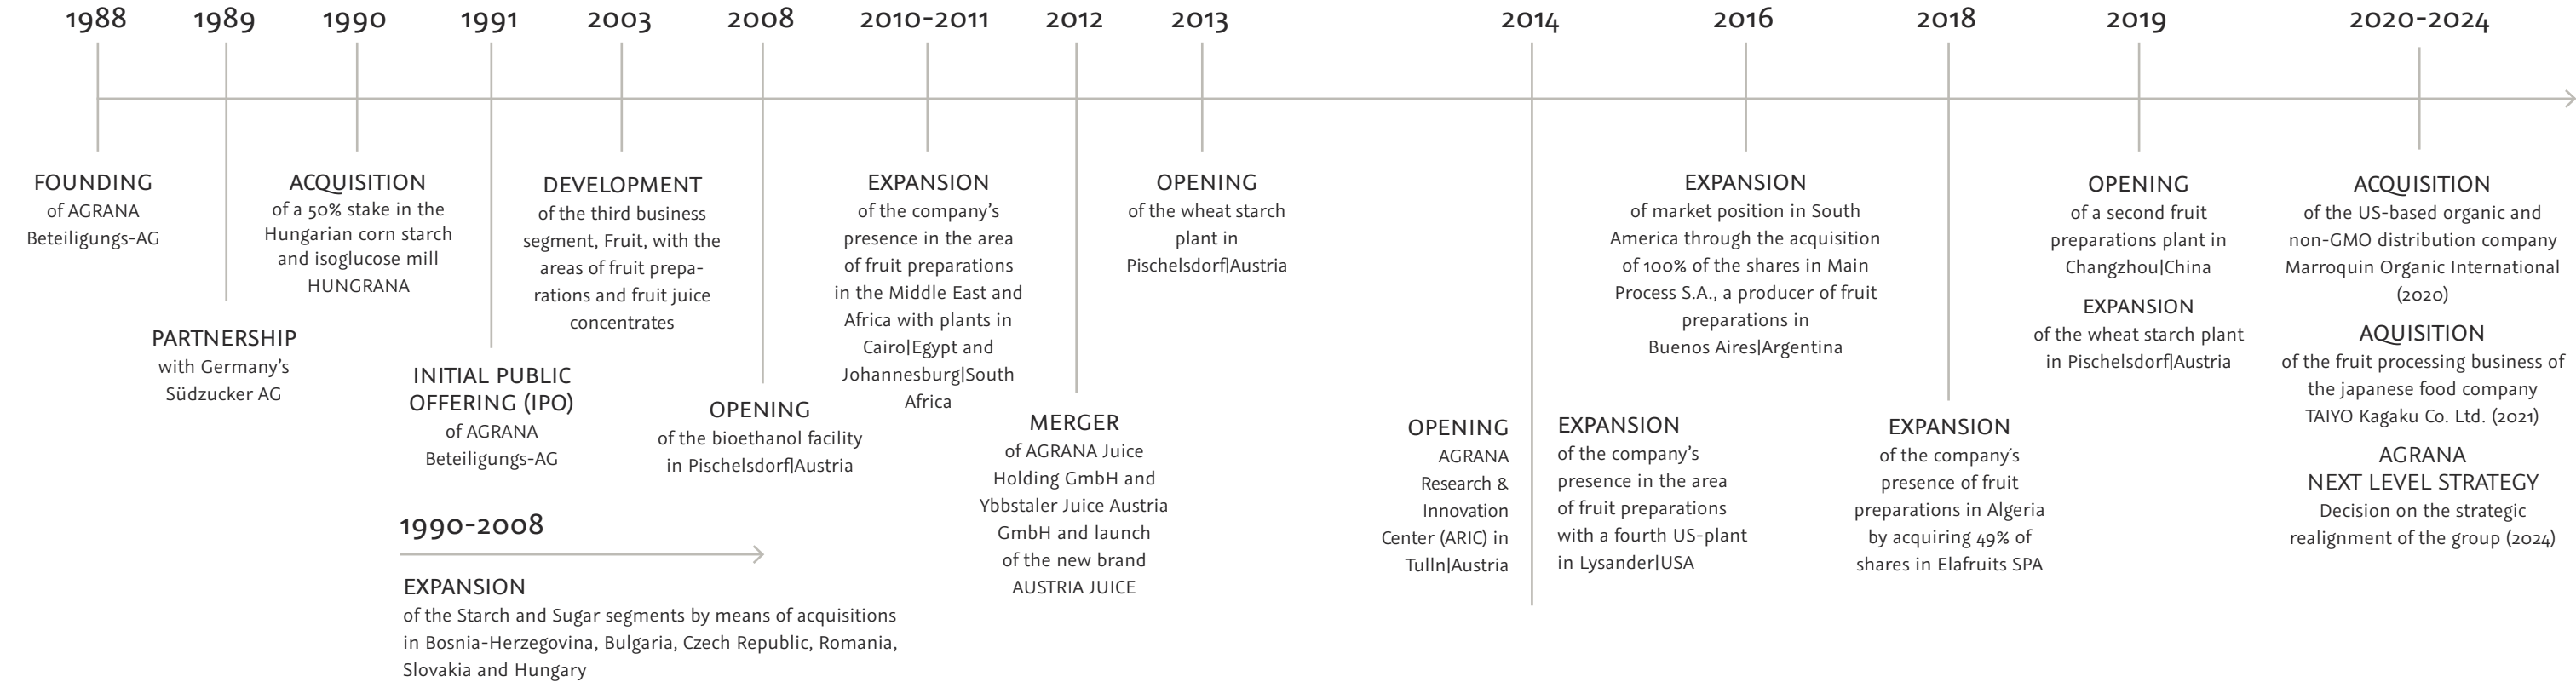 1988
FOUNDING
of AGRANA
Beteiligungs-AG
1989
PARTNERSHIP
with Germany's
Südzucker AG
1990
ACQUISITION
of a 50% stake in the
Hungarian corn starch
and isoglucose mill
HUNGRANA
1991
INITIAL PUBLIC
OFFERING (IPO)
of AGRANA
Beteiligungs-AG
2003
DEVELOPMENT
of the third business
segment, Fruit, with the
areas of fruit prepa-
rations and fruit juice
concentrates
2008
OPENING
of the bioethanol facility
in Pischelsdorf|Austria
1990-2008
EXPANSION
of the Starch and Sugar segments by means of acquisitions
in Bosnia-Herzegovina, Bulgaria, Czech Republic, Romania,
Slovakia and Hungary
2010-2011
EXPANSION
of the company's
presence in the area
of fruit preparations
in the Middle East and
Africa with plants in
Cairo|Egypt and
Johannesburg|South
Africa
2012
MERGER
of AGRANA Juice
Holding GmbH and
Ybbstaler Juice Austria
GmbH and launch
of the new brand
AUSTRIA JUICE
2013
OPENING
of the wheat starch
plant in
Pischelsdorf|Austria
2014
OPENING
AGRANA
Research &
Innovation
Center (ARIC) in
Tulln|Austria
EXPANSION
of the company's
presence in the area
of fruit preparations
with a fourth US-plant
in Lysander|USA
2016
EXPANSION
of market position in South
America through the acquisition
of 100% of the shares in Main
Process S.A., a producer of fruit
preparations in
Buenos Aires|Argentina
2018
EXPANSION
of the company´s
presence of fruit
preparations in Algeria
by acquiring 49% of
shares in Elafruits SPA
2019
OPENING
of a second fruit
preparations plant in
Changzhou|China
EXPANSION
of the wheat starch plant
in Pischelsdorf|Austria
2020-2024
ACQUISITION
of the US-based organic and
non-GMO distribution company
Marroquin Organic International
(2020)
AQUISITION
of the fruit processing business of
the japanese food company
TAIYO Kagaku Co. Ltd. (2021)
AGRANA
NEXT LEVEL STRATEGY
Decision on the strategic
realignment of the group (2024)